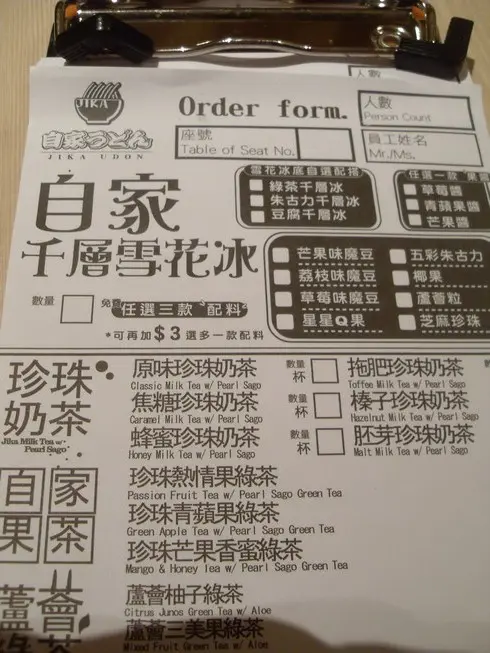 人數
JIKA
自家うどん
JIKA UDON
Order form.
人數
Person Count
座號
Table of Seat No.
員工姓名
Mr./Ms.
自家
千層雪花冰
數量
免費任選三款 配料
*可再加$3選多一款配料
雪花冰底自選配搭
綠茶千層冰
朱古力千層冰
豆腐千層冰
任選一款 果醬
草莓醬
青蘋果醬
芒果醬
芒果味魔豆
荔枝味魔豆
草莓味魔豆
星星Q果
五彩朱古力
椰果
蘆薈粒
芝麻珍珠
珍珠
奶茶
Jika Milk Tea w/
Pearl Sago
原味珍珠奶茶
Classic Milk Tea w/ Pearl Sago
焦糖珍珠奶茶
Caramel Milk Tea w/ Pearl Sago
蜂蜜珍珠奶茶
Honey Milk Tea w/ Pearl Sago
數量
杯
數量
杯
數量
杯
拖肥珍珠奶茶
Toffee Milk Tea w/ Pearl Sago
榛子珍珠奶茶
Hazelnut Milk Tea w/ Pearl Sago
胚芽珍珠奶茶
Malt Milk Tea w/ Pearl Sago
自家
果茶
珍珠熱情果綠茶
Passion Fruit Tea w/ Pearl Sago Green Tea
珍珠青蘋果綠茶
Green Apple Tea w/ Pearl Sago Green Tea
珍珠芒果香蜜綠茶
Mango & Honey Tea w/ Pearl Sago Green Tea
蘆薈
綠茶
蘆薈柚子綠茶
Citrus Junos Green Tea w/ Aloe
蘆薈三美果綠茶
Mixed Fruit Green Tea w/ Aloe